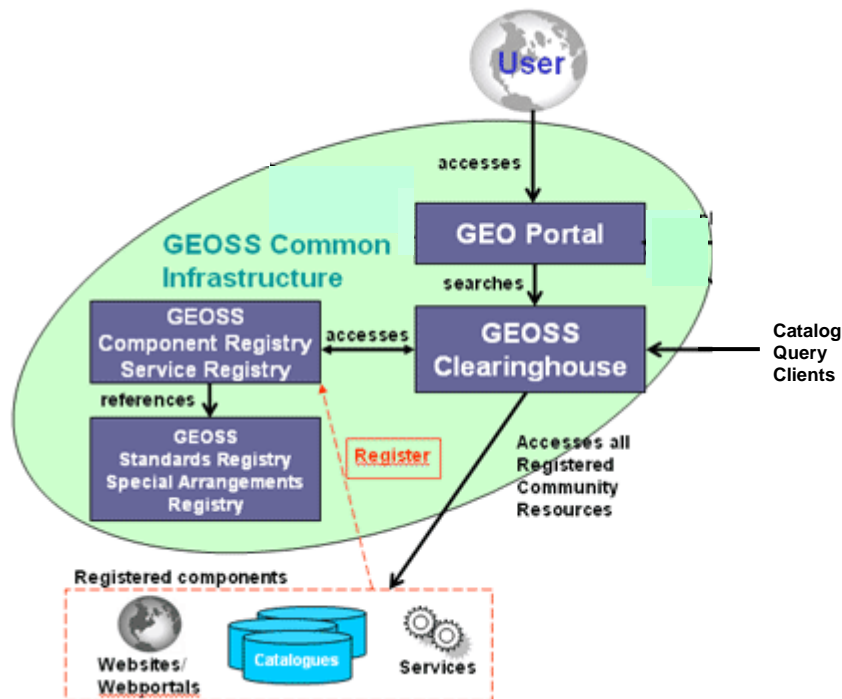 User
accesses
GEO Portal
GEOSS Common
Infrastructure
searches
GEOSS
Component Registry
Service Registry
accesses
GEOSS
Clearinghouse
Catalog
Query
Clients
references
GEOSS
Standards Registry
Special Arrangements
Registry
Register
Accesses all
Registered
Community
Resources
Registered components
Websites/
Webportals
Catalogues
Services